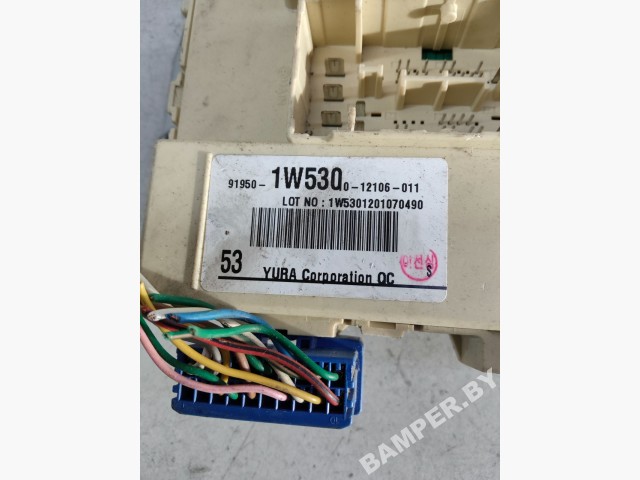 91950- 1W530 0-12106-011
LOT NO : 1W5301201070490
53 YURA Corporation QC
S
BAMPER.BY